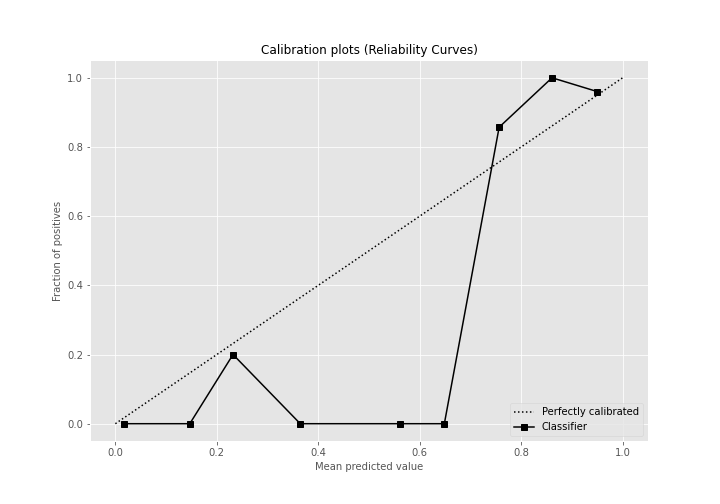 Calibration plots (Reliability Curves)
1.0
0.8
0.6
0.4
0.2
0.0
Fraction of positives
Perfectly calibrated
Classifier
0.0 0.2 0.4 0.6 0.8 1.0
Mean predicted value